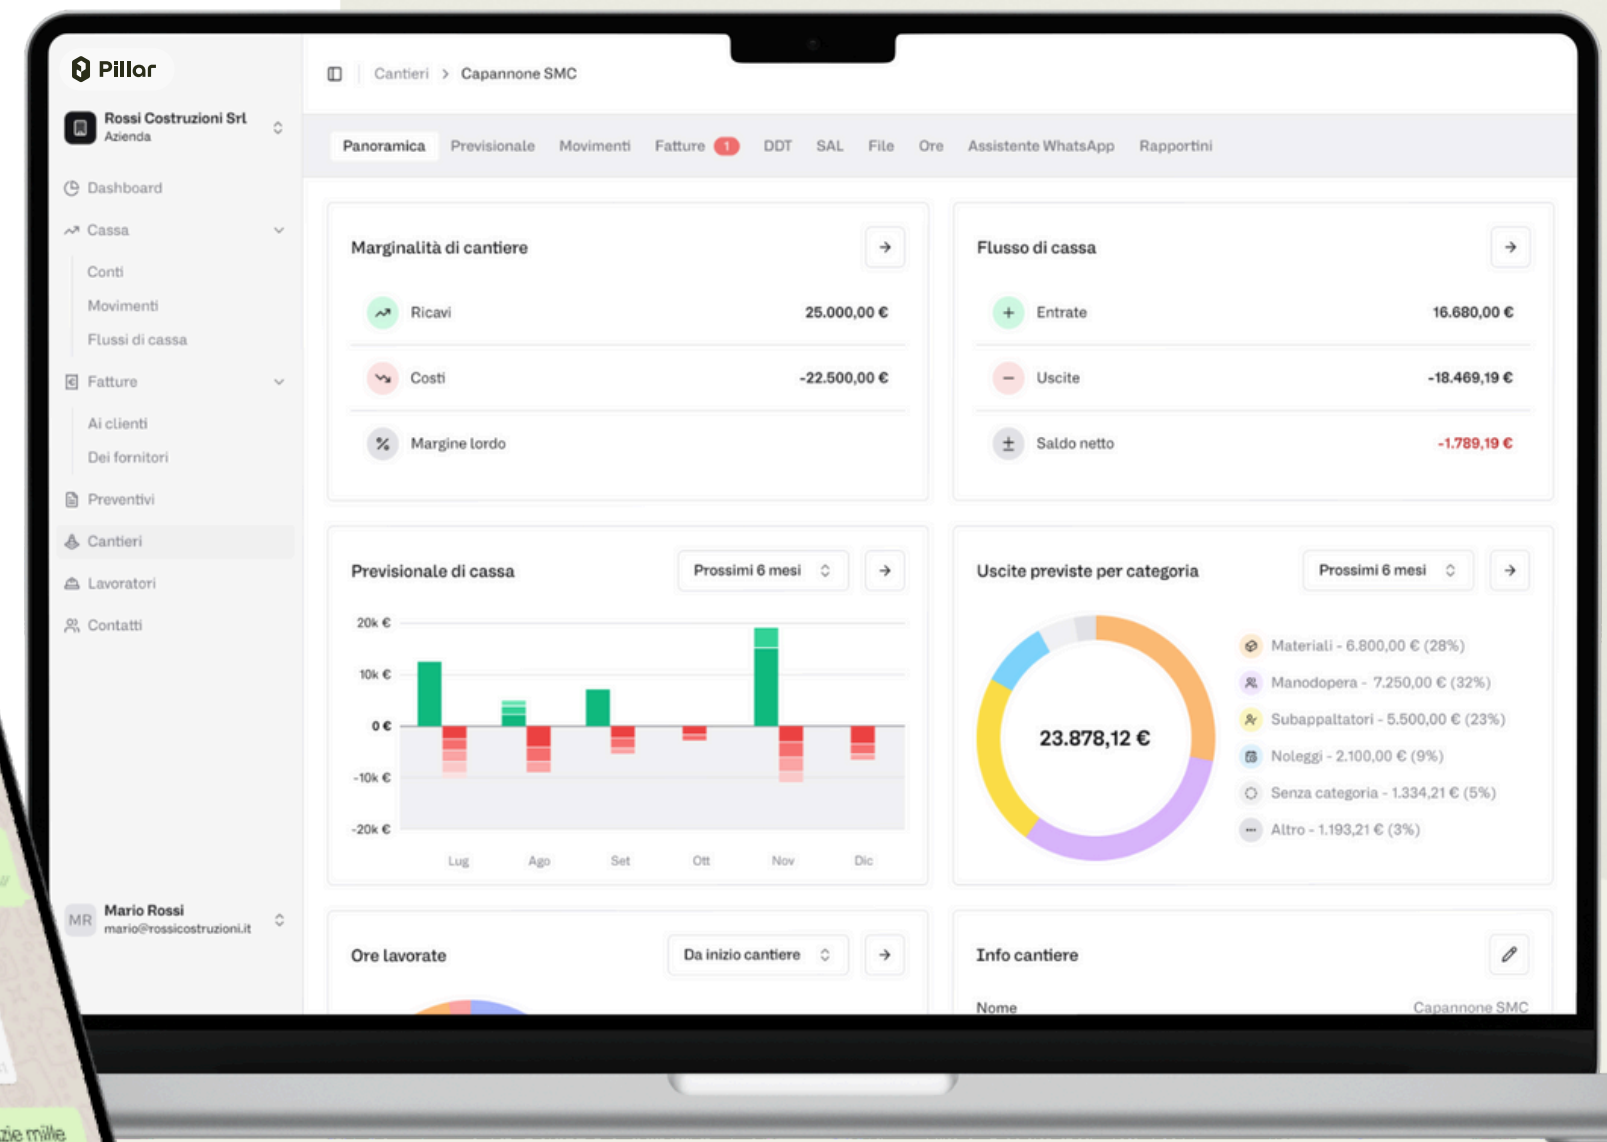 Pillar
Rossi Costruzioni Srl
Azienda
Dashboard
Cassa
Conti
Movimenti
Flussi di cassa
Fatture
Ai clienti
Dei fornitori
Preventivi
Cantieri
Lavoratori
Contatti
MR
Mario Rossi
mario@rossicostruzioni.it
Cantieri > Capannone SMC
Panoramica Previsionale Movimenti Fatture 1 DDT SAL File Ore Assistente WhatsApp Rapportini
Marginalità di cantiere
Ricavi 25.000,00 €
Costi -22.500,00 €
Margine lordo
Flusso di cassa
Entrate 16.680,00 €
Uscite -18.469,19 €
Saldo netto -1.789,19 €
Previsionale di cassa Prossimi 6 mesi
20k €
10k €
0 €
-10k €
-20k €
Lug Ago Set Ott Nov Dic
Uscite previste per categoria Prossimi 6 mesi
23.878,12 €
Materiali - 6.800,00 € (28%)
Manodopera - 7.250,00 € (32%)
Subappaltatori - 5.500,00 € (23%)
Noleggi - 2.100,00 € (9%)
Senza categoria - 1.334,21 € (5%)
Altro - 1.193,21 € (3%)
Ore lavorate Da inizio cantiere
Info cantiere
Nome Capannone SMC
mille